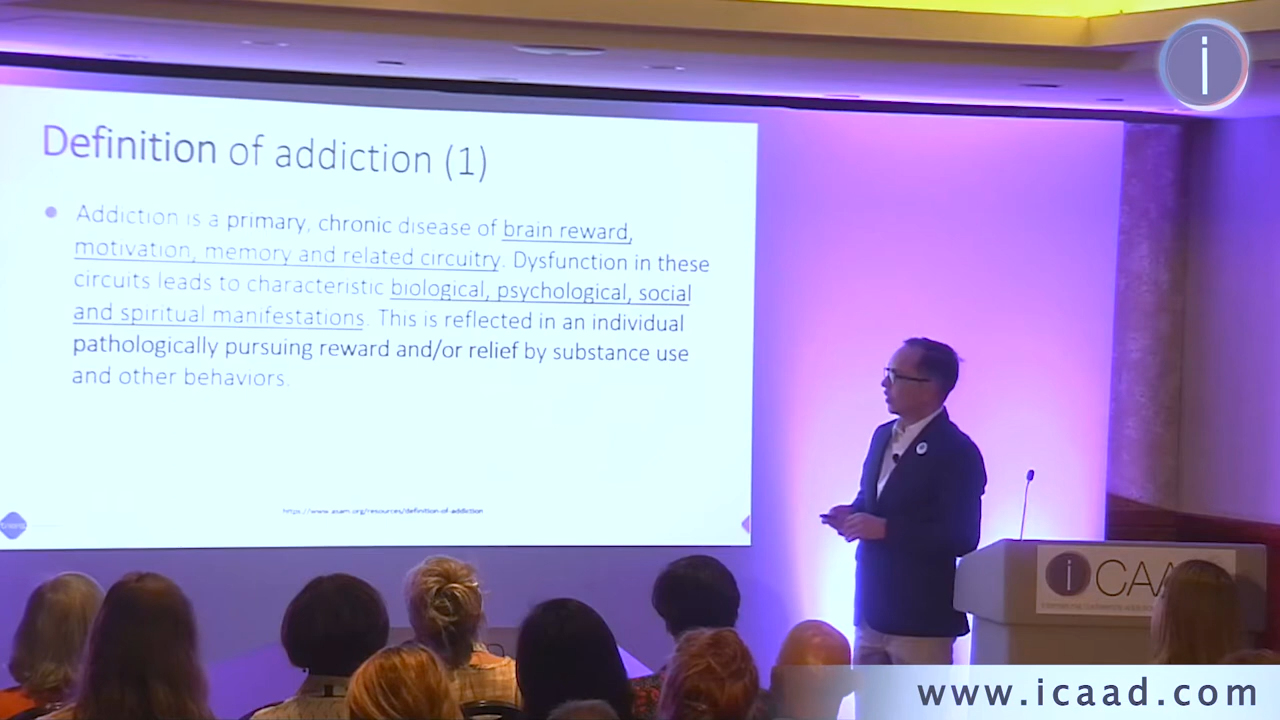 i
Definition of addiction (1)
Addiction is a primary, chronic disease of brain reward,
motivation, memory and related circuitry. Dysfunction in these
circuits leads to characteristic biological, psychological, social
and spiritual manifestations. This is reflected in an individual
pathologically pursuing reward and/or relief by substance use
and other behaviors.
https://www.asam.org/resources/definition-of-addiction
i CAA
www.icaad.com